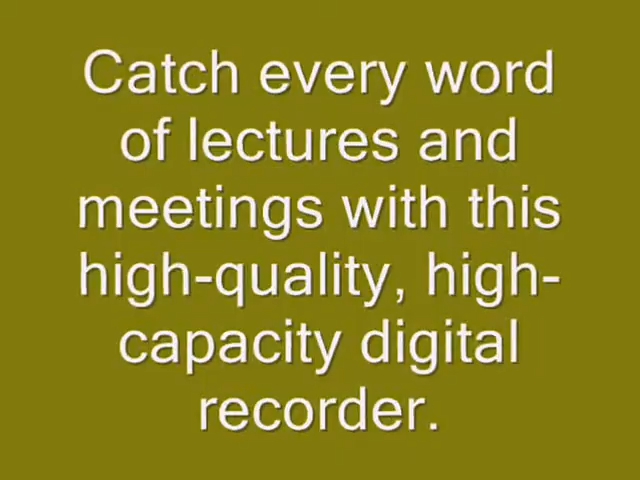 Catch every word
of lectures and
meetings with this
high-quality, high-
capacity digital
recorder.